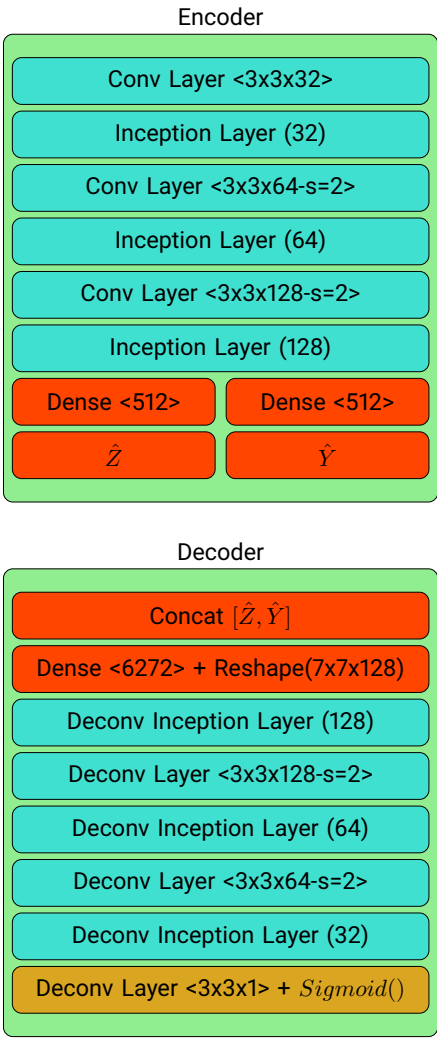 Encoder
Conv Layer <3x3x32>
Inception Layer (32)
Conv Layer <3x3x64-s=2>
Inception Layer (64)
Conv Layer <3x3x128-s=2>
Inception Layer (128)
Dense <512> Dense <512>
Ẑ Ŷ
Decoder
Concat [Ẑ, Ŷ]
Dense <6272> + Reshape(7x7x128)
Deconv Inception Layer (128)
Deconv Layer <3x3x128-s=2>
Deconv Inception Layer (64)
Deconv Layer <3x3x64-s=2>
Deconv Inception Layer (32)
Deconv Layer <3x3x1> + Sigmoid()